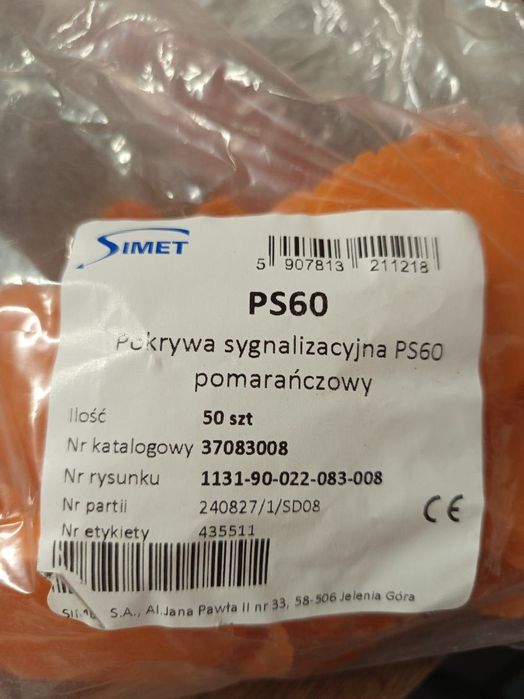 SIMET
5 907813 211218
PS60
Pokrywa sygnalizacyjna PS60
pomarańczowy
Ilość 50 szt
Nr katalogowy 37083008
Nr rysunku 1131-90-022-083-008
Nr partii 240827/1/SD08
Nr etykiety 435511
CE
S.A., Al.Jana Pawła II nr 33, 58-506 Jelenia Góra